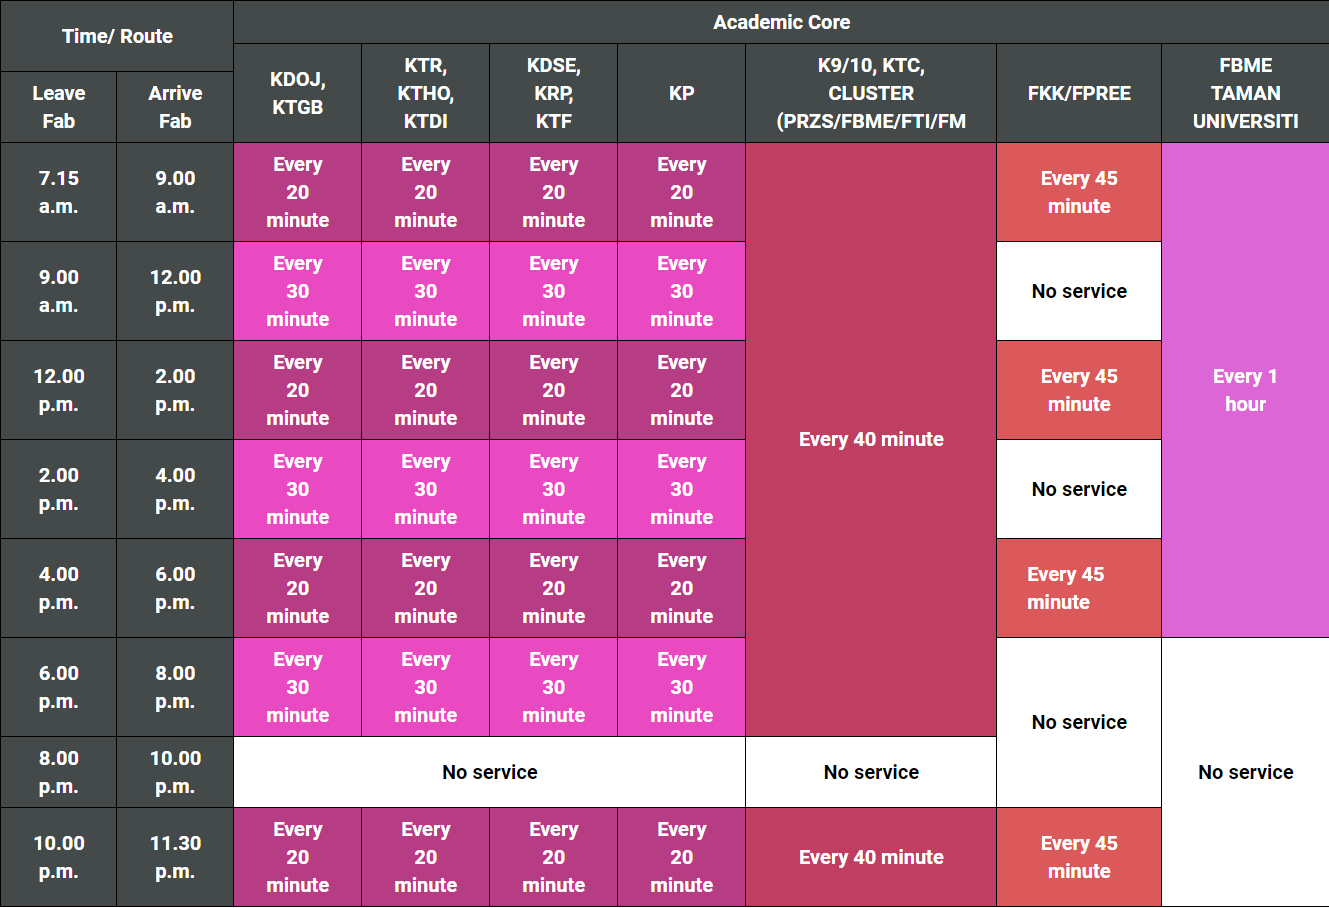 Time/ Route
Academic Core
Leave
Fab
Arrive
Fab
KDOJ,
KTGB
KTR,
KTHO,
KTDI
KDSE,
KRP,
KTF
KP
K9/10, KTC,
CLUSTER
(PRZS/FBME/FTI/FM
FKK/FPREE
FBME
TAMAN
UNIVERSITI
7.15
a.m.
9.00
a.m.
Every
20
minute
Every
20
minute
Every
20
minute
Every
20
minute
Every 40 minute
Every 45
minute
Every 1
hour
9.00
a.m.
12.00
p.m.
Every
30
minute
Every
30
minute
Every
30
minute
Every
30
minute
No service
12.00
p.m.
2.00
p.m.
Every
20
minute
Every
20
minute
Every
20
minute
Every
20
minute
Every 45
minute
2.00
p.m.
4.00
p.m.
Every
30
minute
Every
30
minute
Every
30
minute
Every
30
minute
No service
4.00
p.m.
6.00
p.m.
Every
20
minute
Every
20
minute
Every
20
minute
Every
20
minute
Every 45
minute
6.00
p.m.
8.00
p.m.
Every
30
minute
Every
30
minute
Every
30
minute
Every
30
minute
No service
No service
8.00
p.m.
10.00
p.m.
No service
No service
10.00
p.m.
11.30
p.m.
Every
20
minute
Every
20
minute
Every
20
minute
Every
20
minute
Every 40 minute
Every 45
minute